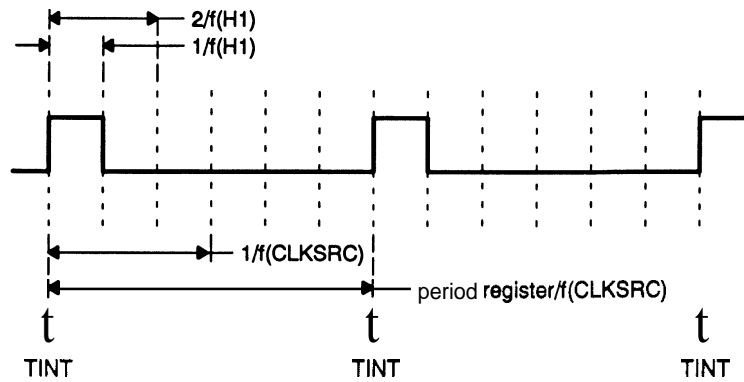 2/f(H1)
1/f(H1)
1/f(CLKSRC)
period register/f(CLKSRC)
t t t
TINT TINT TINT